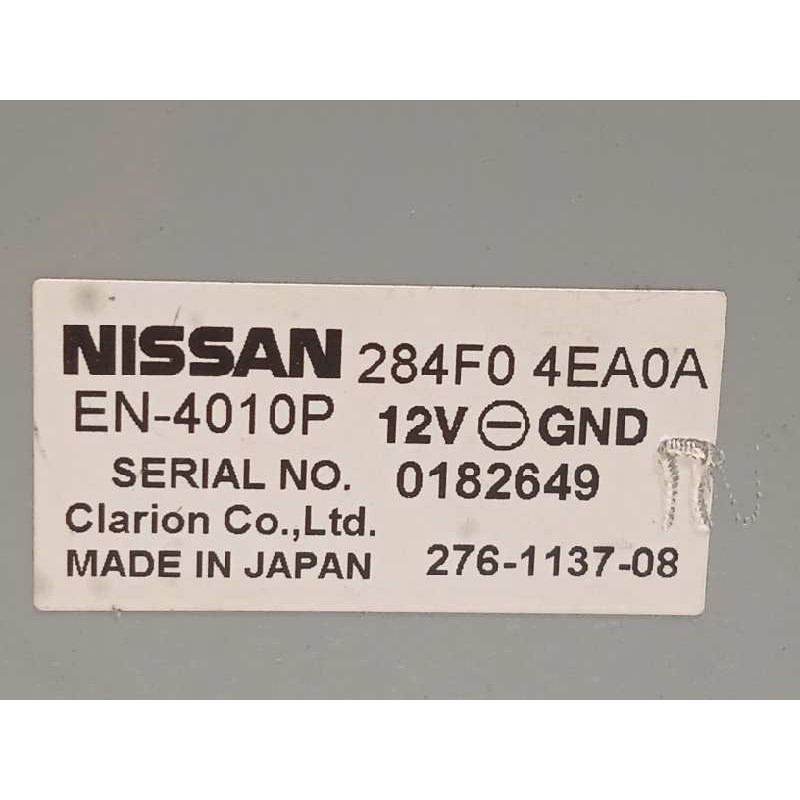 NISSAN 284F0 4EA0A
EN-4010P 12V ⊖ GND
SERIAL NO. 0182649
Clarion Co.,Ltd.
MADE IN JAPAN 276-1137-08